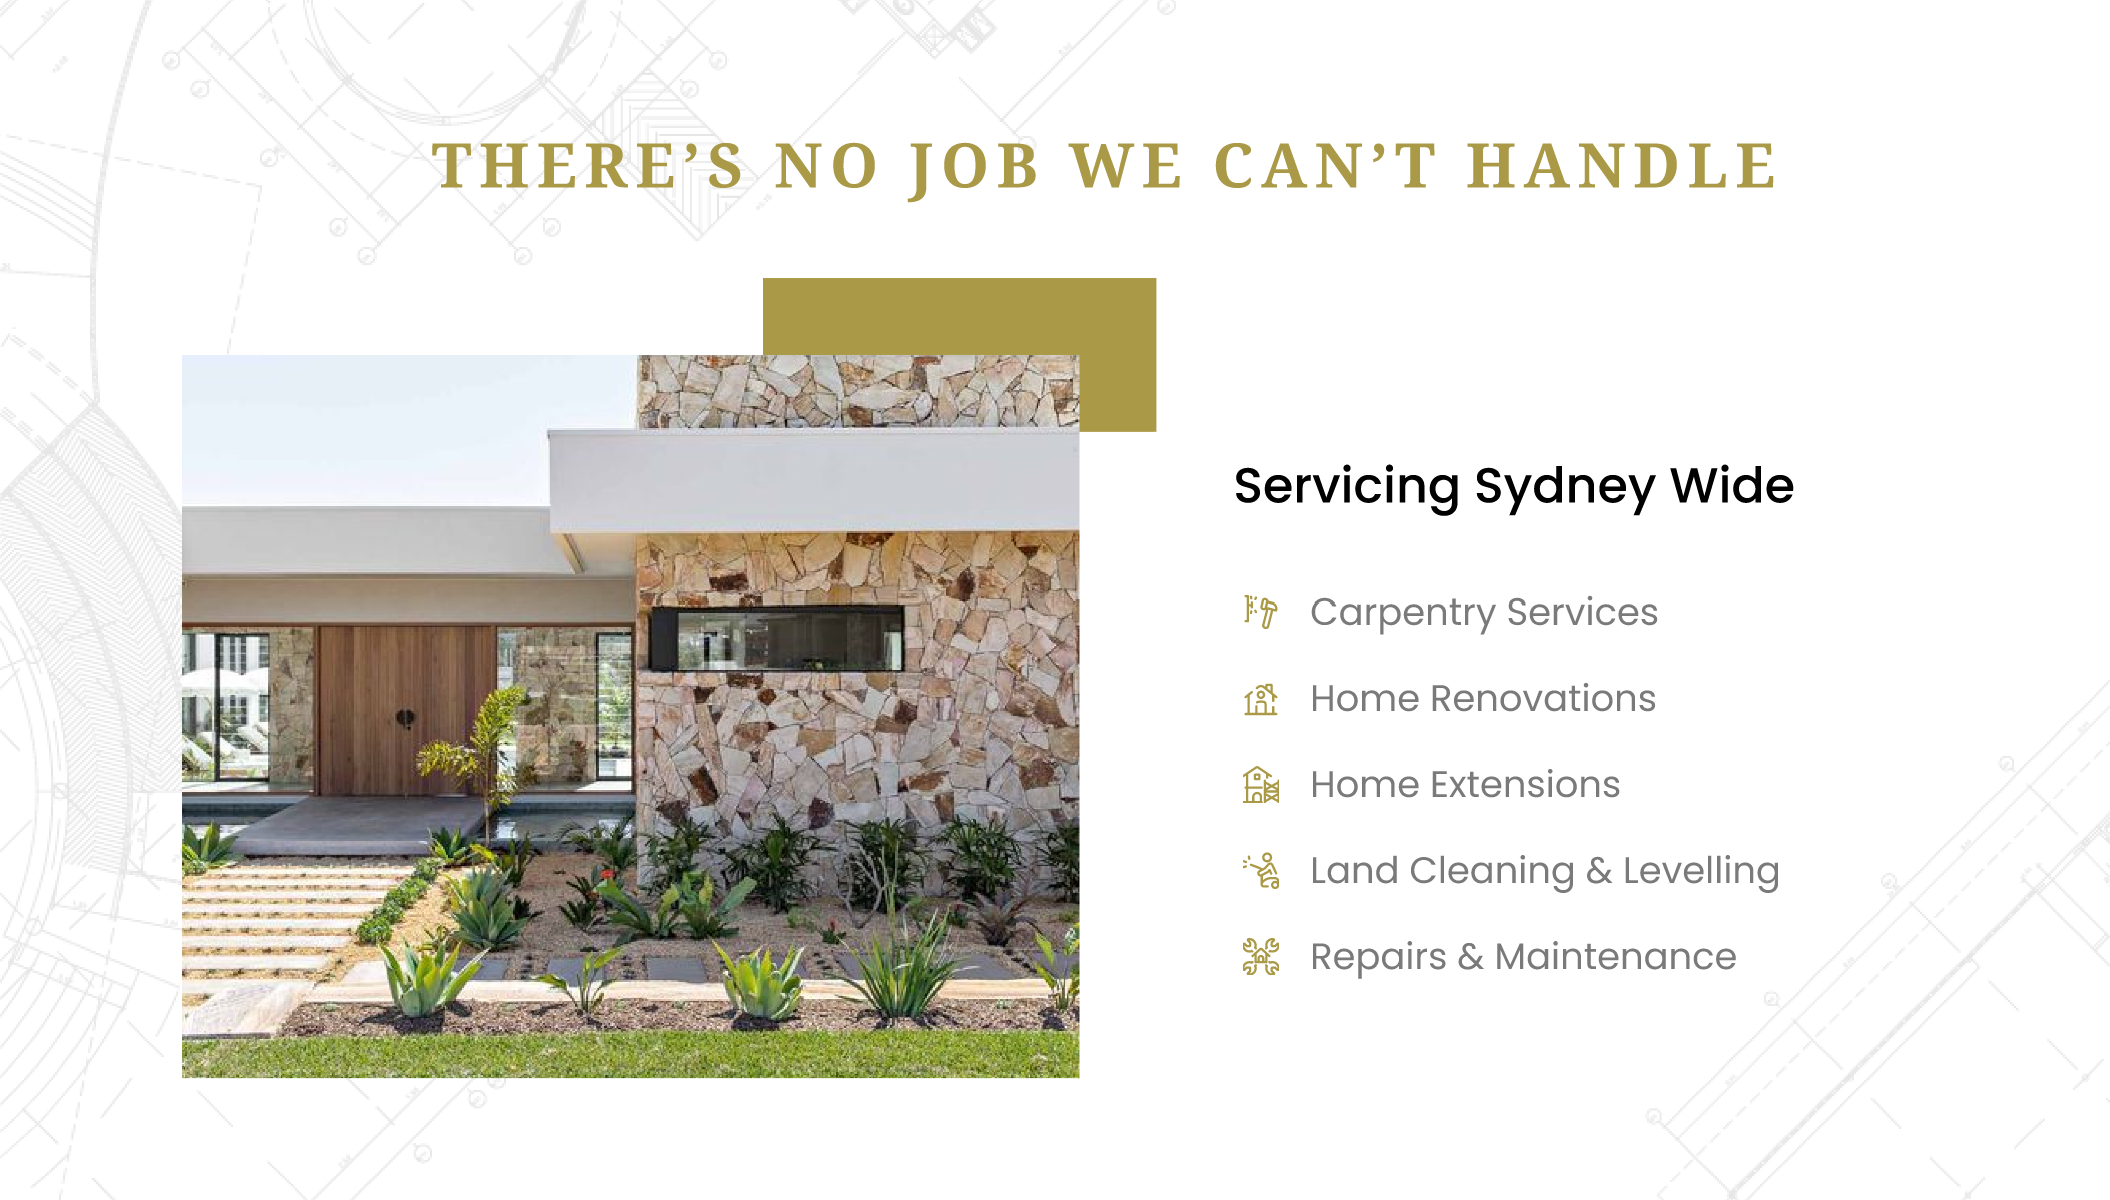 THERE’S NO JOB WE CAN’T HANDLE
Servicing Sydney Wide
Carpentry Services
Home Renovations
Home Extensions
Land Cleaning & Levelling
Repairs & Maintenance